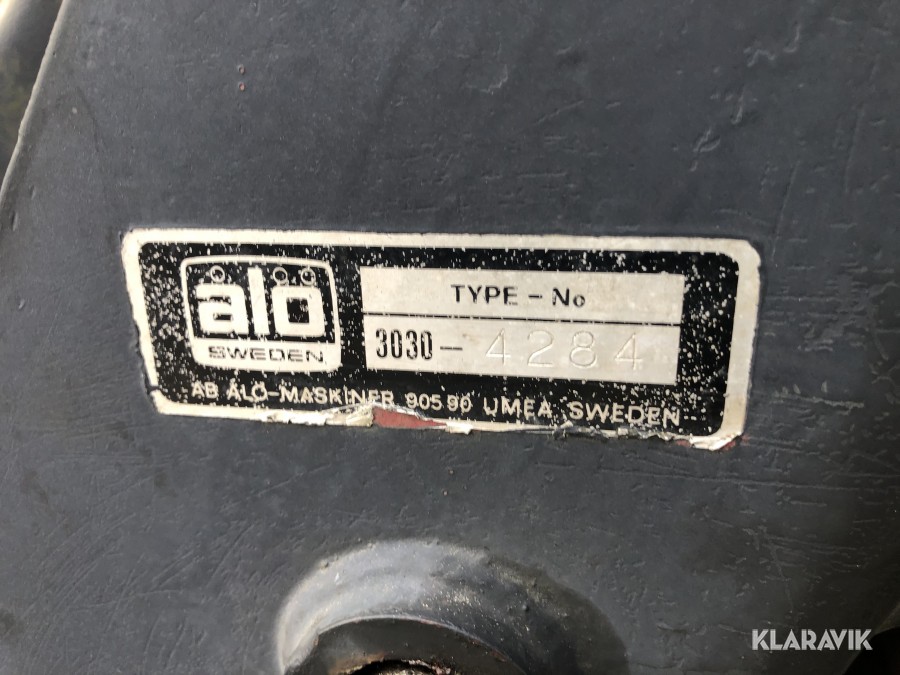 ålö
SWEDEN
TYPE - No
3030 - 4284
AB ÅLÖ-MASKINER 905 90 UMEÅ SWEDEN
KLARAVIK